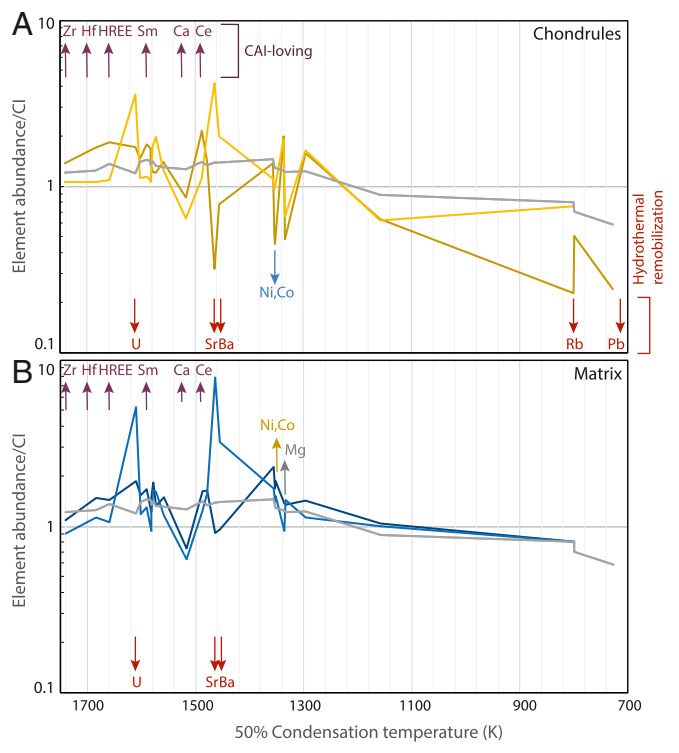 A
10
Zr Hf HREE Sm Ca Ce
CAI-loving
Chondrules
Element abundance/CI
1
Ni,Co
Hydrothermal
remobilization
U SrBa Rb Pb
0.1
B
10
Zr Hf HREE Sm Ca Ce
Matrix
Ni,Co
Mg
Element abundance/CI
1
U SrBa
0.1
1700 1500 1300 1100 900 700
50% Condensation temperature (K)